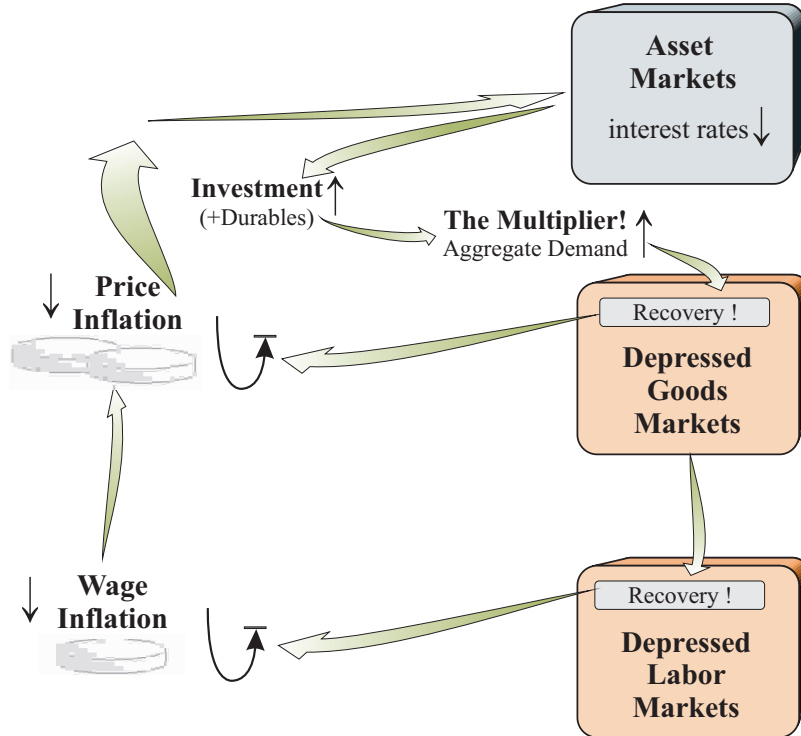 Asset
Markets
interest rates
Investment
(+Durables)
The Multiplier!
Aggregate Demand
Price
Inflation
Recovery !
Depressed
Goods
Markets
Wage
Inflation
Recovery !
Depressed
Labor
Markets